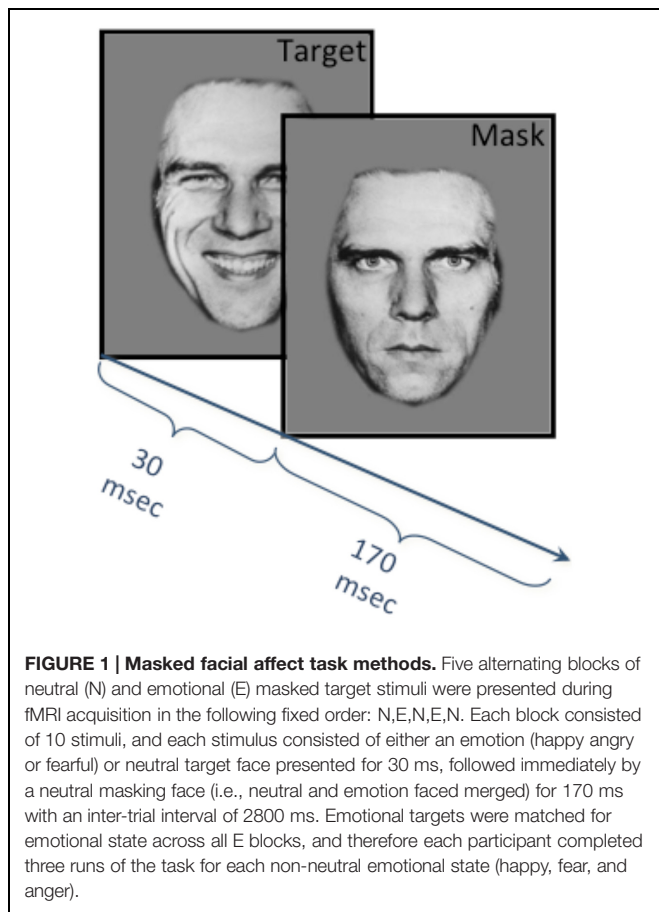 Target
Mask
30
msec
170
msec
FIGURE 1 | Masked facial affect task methods. Five alternating blocks of
neutral (N) and emotional (E) masked target stimuli were presented during
fMRI acquisition in the following fixed order: N,E,N,E,N. Each block consisted
of 10 stimuli, and each stimulus consisted of either an emotion (happy angry
or fearful) or neutral target face presented for 30 ms, followed immediately by
a neutral masking face (i.e., neutral and emotion faced merged) for 170 ms
with an inter-trial interval of 2800 ms. Emotional targets were matched for
emotional state across all E blocks, and therefore each participant completed
three runs of the task for each non-neutral emotional state (happy, fear, and
anger).